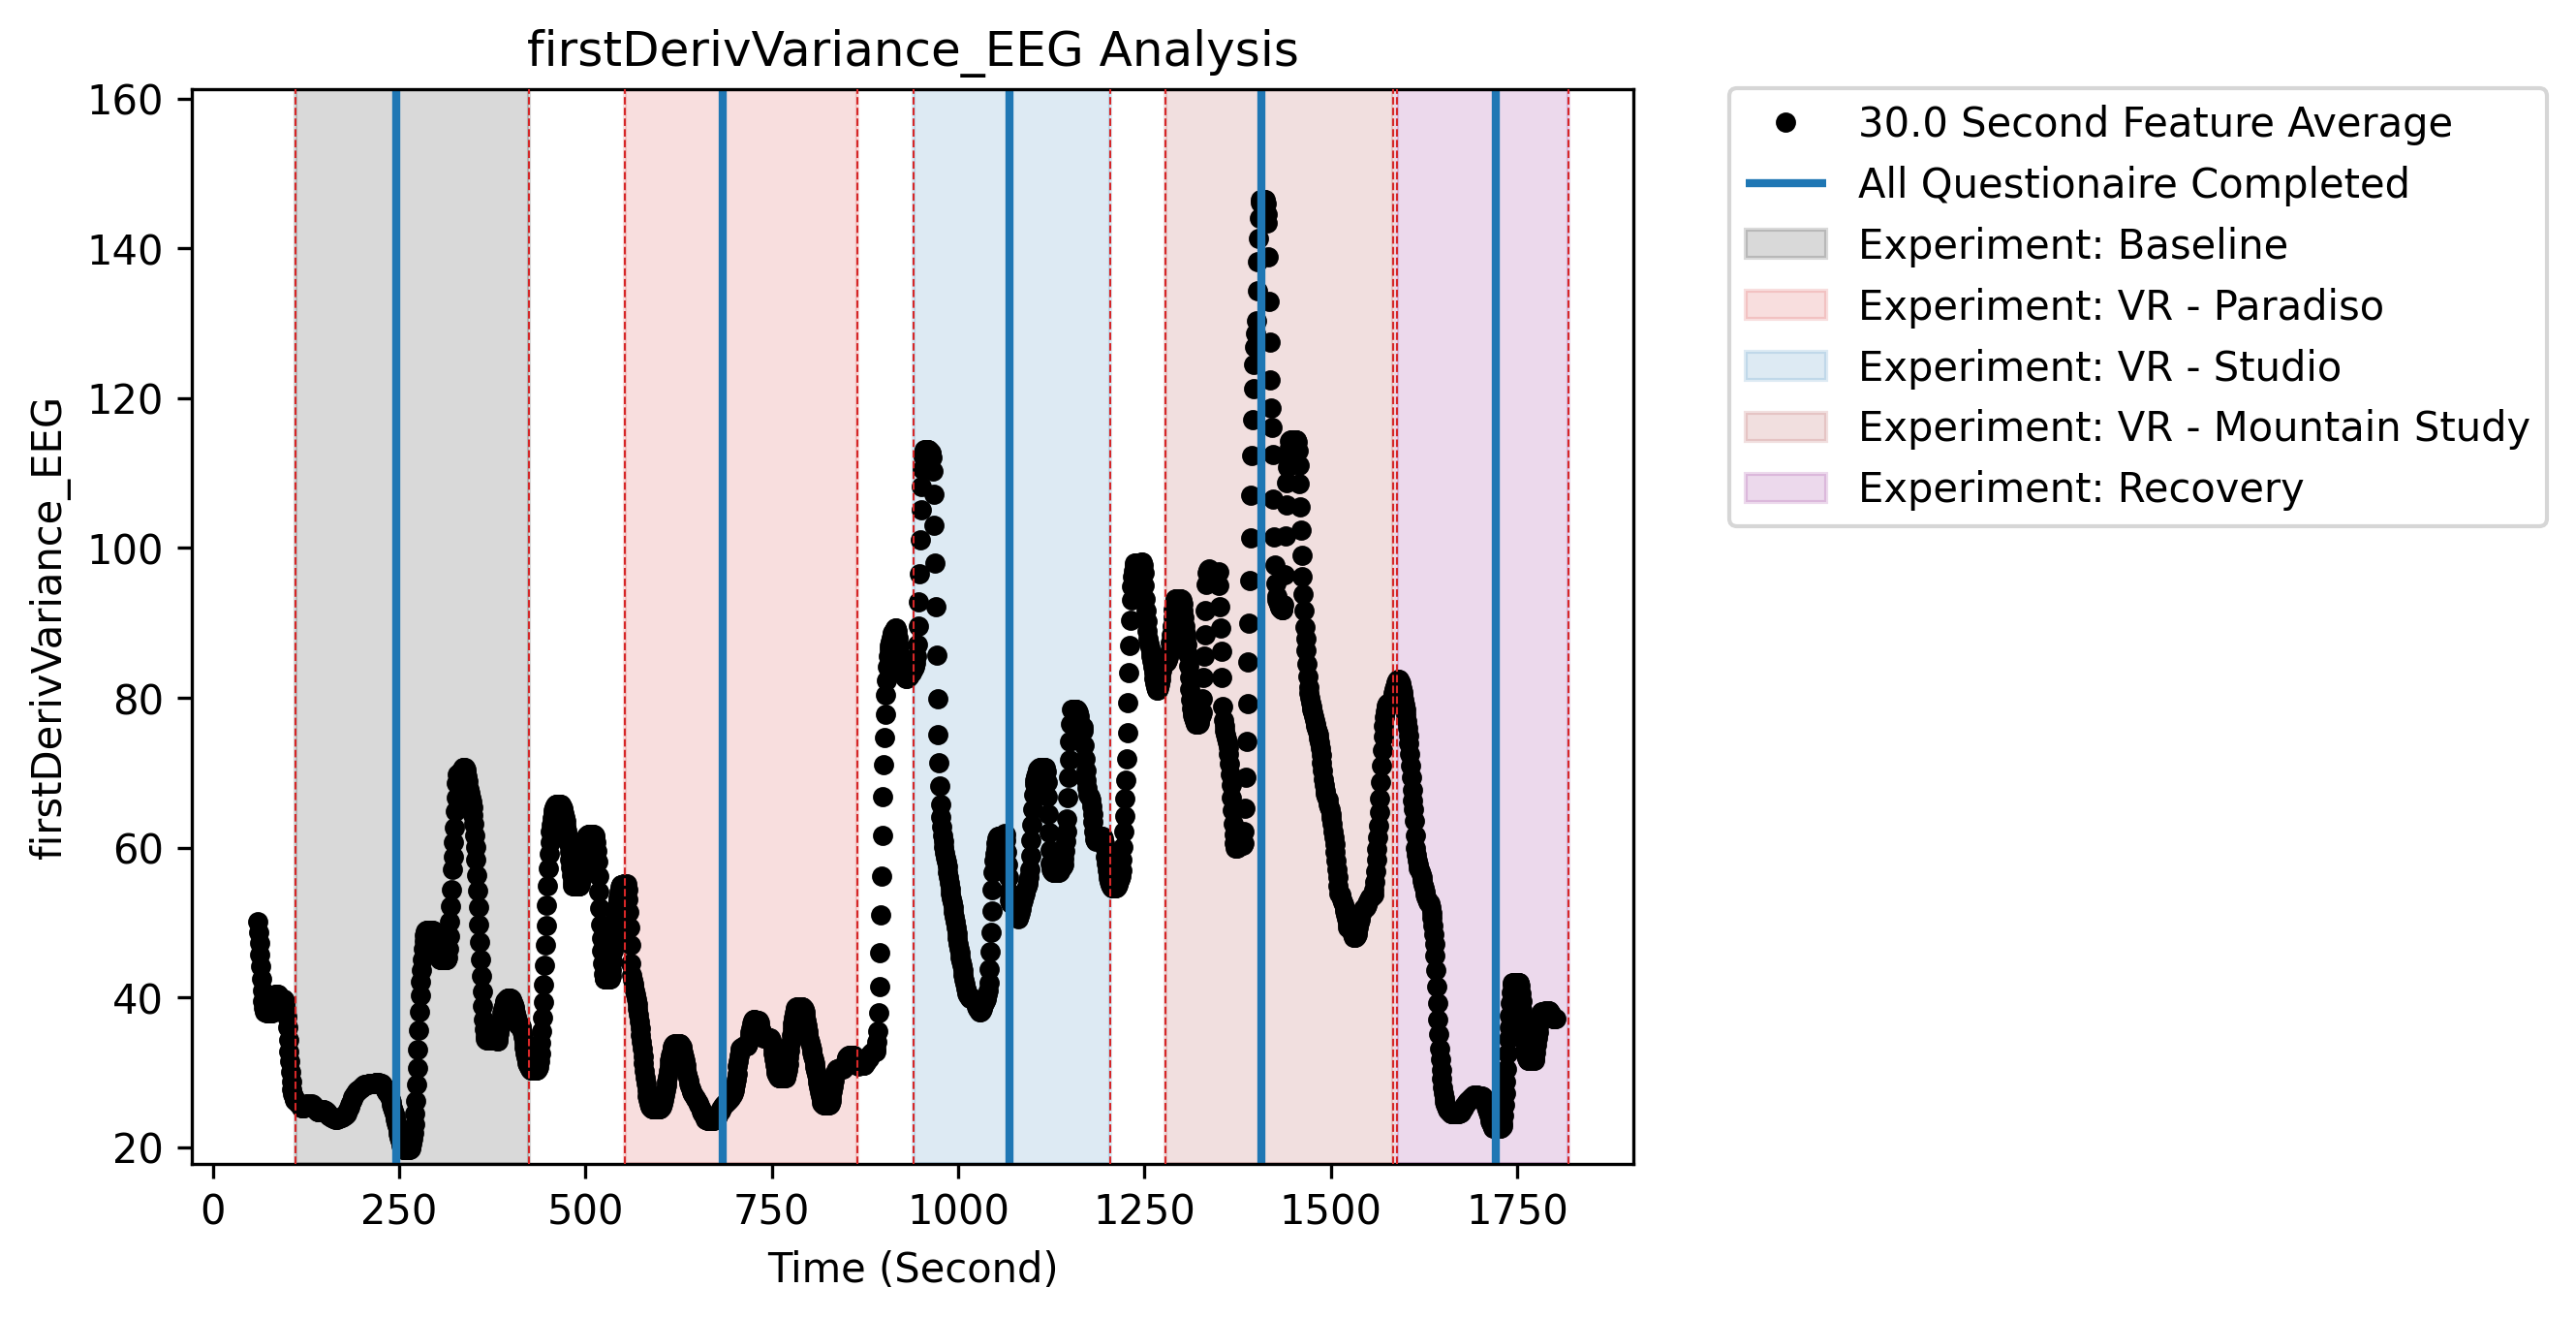 firstDerivVariance_EEG Analysis
firstDerivVariance_EEG
160
140
120
100
80
60
40
20
0
250
500
750
1000
1250
1500
1750
Time (Second)
30.0 Second Feature Average
All Questionaire Completed
Experiment: Baseline
Experiment: VR - Paradiso
Experiment: VR - Studio
Experiment: VR - Mountain Study
Experiment: Recovery